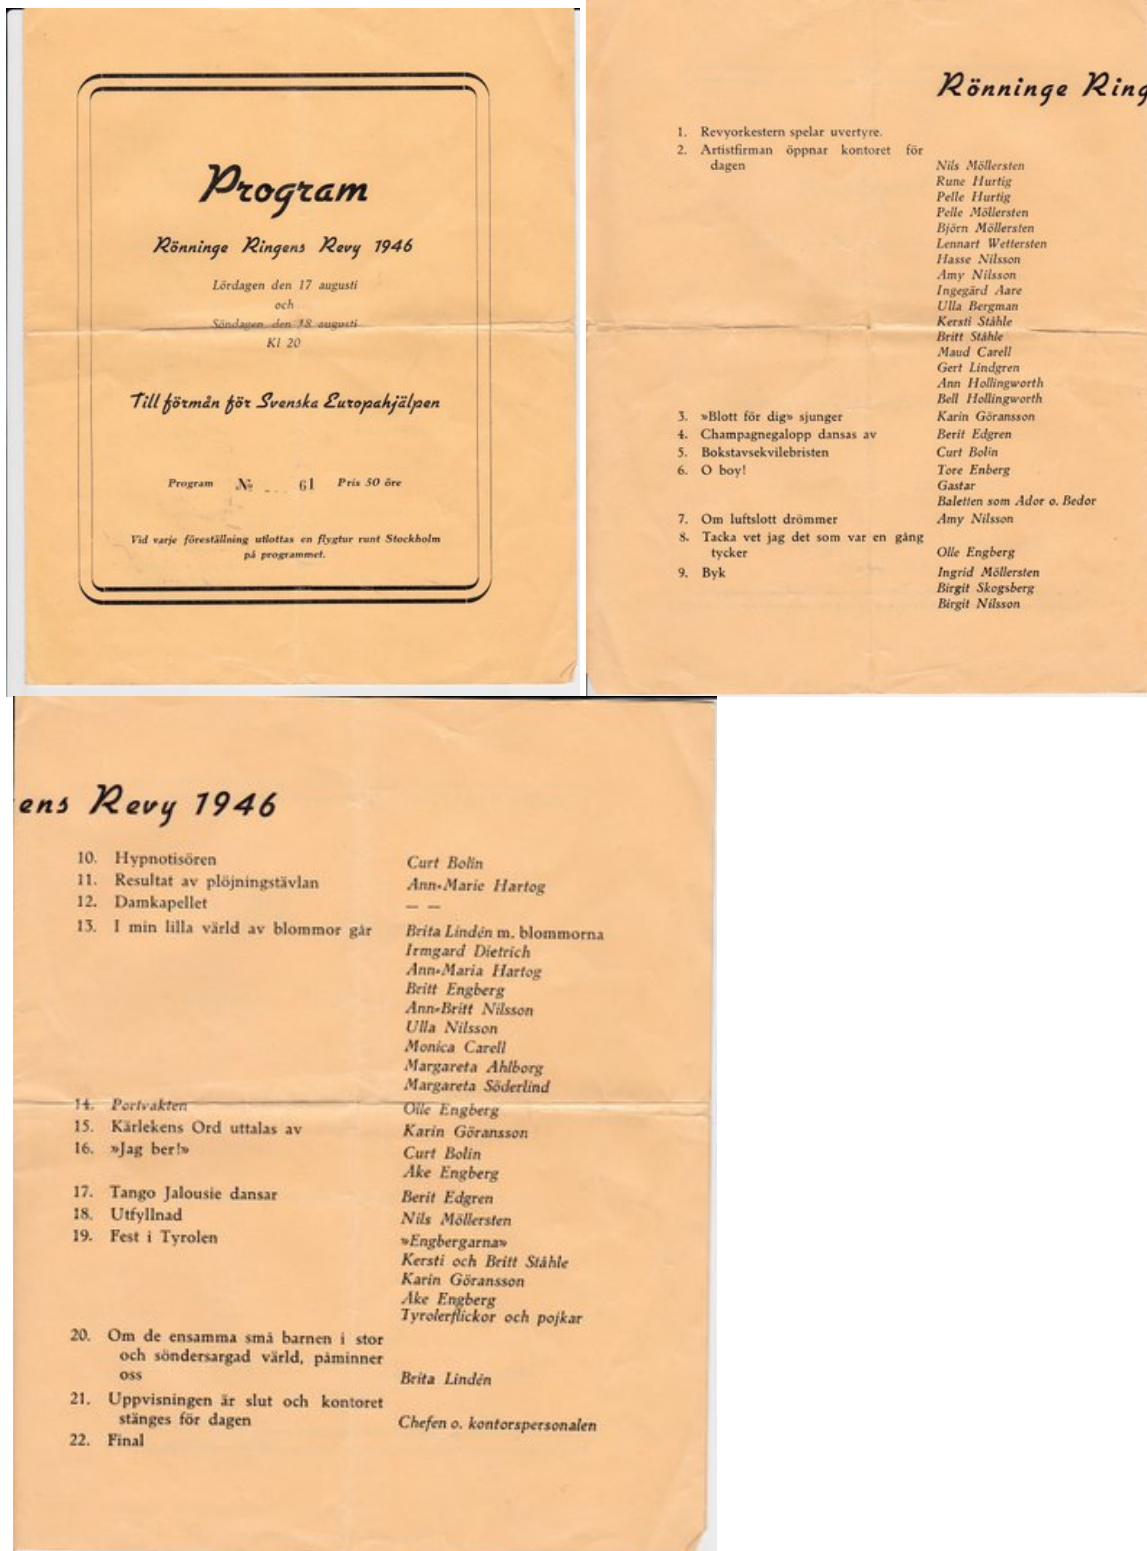 Program
Rönninge Ringens Revy 1946
Lördagen den 17 augusti
och
Söndagen den 18 augusti
Kl 20
Till förmån för Svenska Europahjälpen
Program № 61 Pris 50 öre
Vid varje föreställning utlottas en flygtur runt Stockholm
på programmet.
Rönninge Ring
1. Revyorkestern spelar uvertyre.
2. Artistfirman öppnar kontoret för
dagen Nils Möllersten
Rune Hurtig
Pelle Hurtig
Pelle Möllersten
Björn Möllersten
Lennart Wettersten
Hasse Nilsson
Amy Nilsson
Ingegärd Aare
Ulla Bergman
Kersti Ståhle
Britt Ståhle
Maud Carell
Gert Lindgren
Ann Hollingworth
Bell Hollingworth
3. »Blott för dig» sjunger Karin Göransson
4. Champagnegalopp dansas av Berit Edgren
5. Bokstavsekvilebristen Curt Bolin
6. O boy! Tore Enberg
Gastar
Baletten som Ador o. Bedor
7. Om luftslott drömmer Amy Nilsson
8. Tacka vet jag det som var en gång
tycker Olle Engberg
9. Byk Ingrid Möllersten
Birgit Skogsberg
Birgit Nilsson
ens Revy 1946
10. Hypnotisören Curt Bolin
11. Resultat av plöjningstävlan Ann-Marie Hartog
12. Damkapellet — —
13. I min lilla värld av blommor går Brita Lindén m. blommorna
Irmgard Dietrich
Ann-Maria Hartog
Britt Engberg
Ann-Britt Nilsson
Ulla Nilsson
Monica Carell
Margareta Ahlborg
Margareta Söderlind
14. Portvakten Olle Engberg
15. Kärlekens Ord uttalas av Karin Göransson
16. »Jag ber!» Curt Bolin
Åke Engberg
17. Tango Jalousie dansar Berit Edgren
18. Utfyllnad Nils Möllersten
19. Fest i Tyrolen »Engbergarna»
Kersti och Britt Ståhle
Karin Göransson
Åke Engberg
Tyrolerflickor och pojkar
20. Om de ensamma små barnen i stor
och söndersargad värld, påminner
oss Brita Lindén
21. Uppvisningen är slut och kontoret
stänges för dagen Chefen o. kontorspersonalen
22. Final